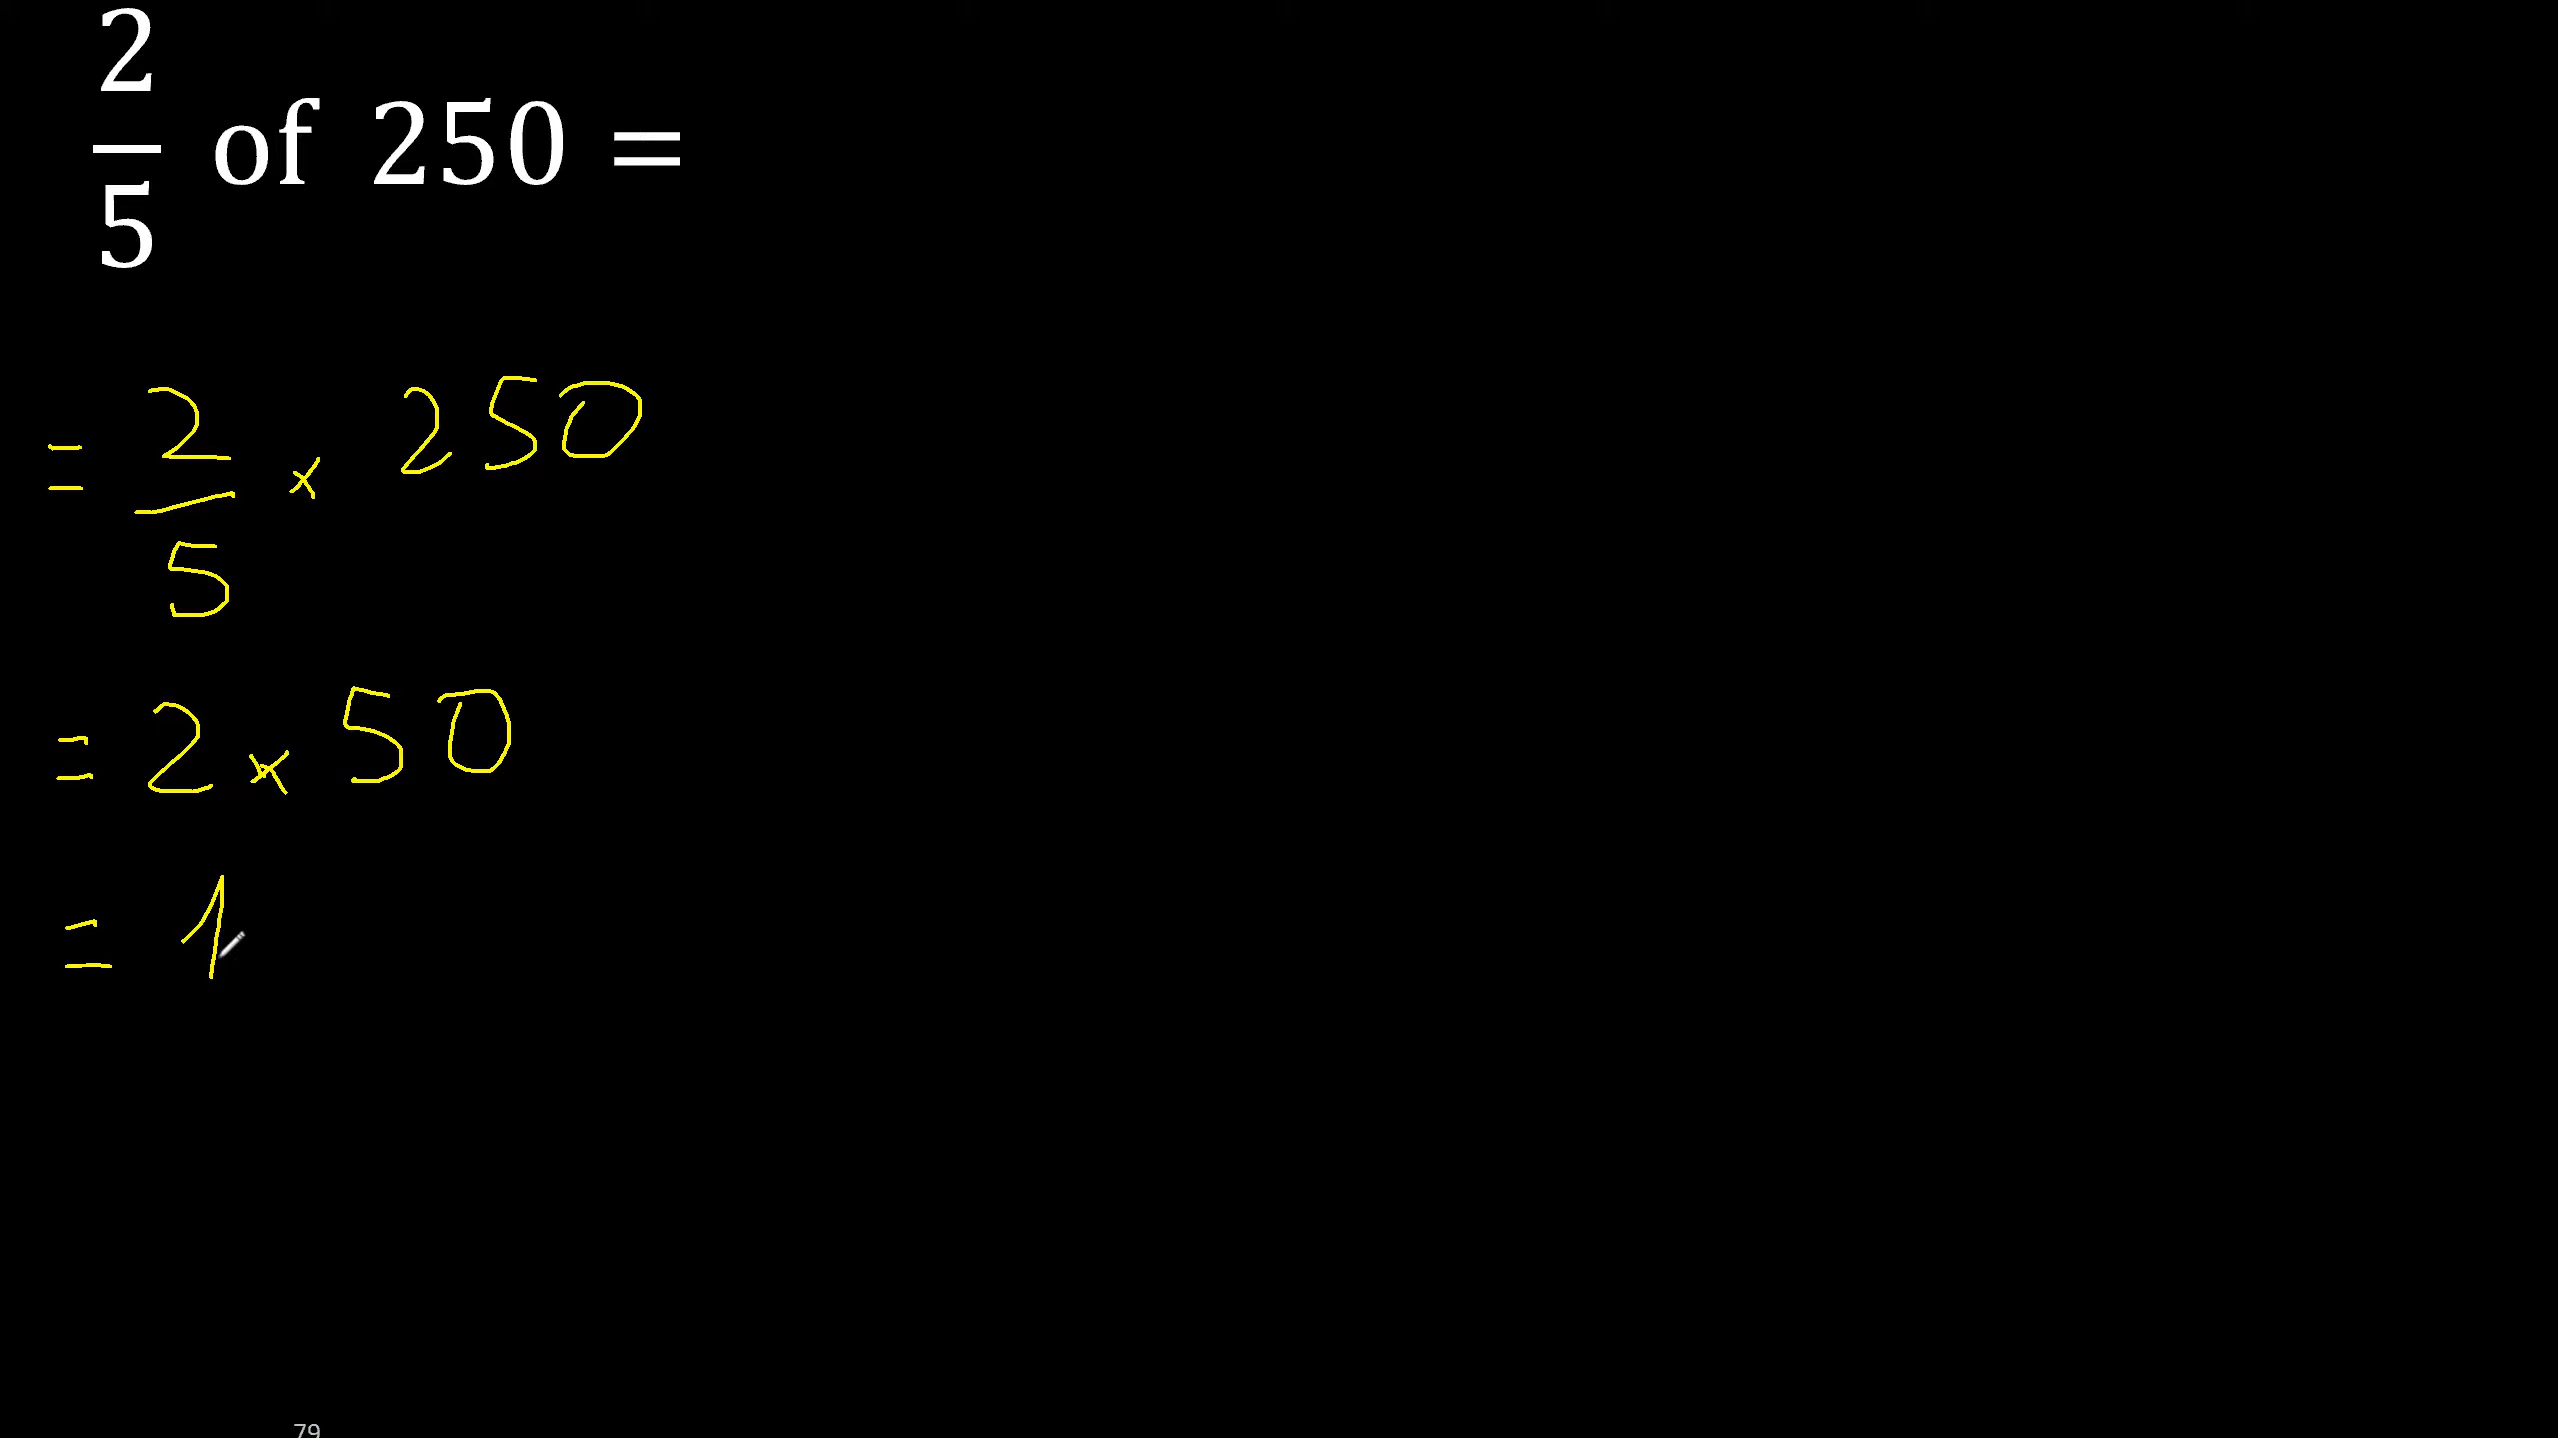 2/5 of 250 =
= 2/5 × 250
= 2 × 50
= 1
79